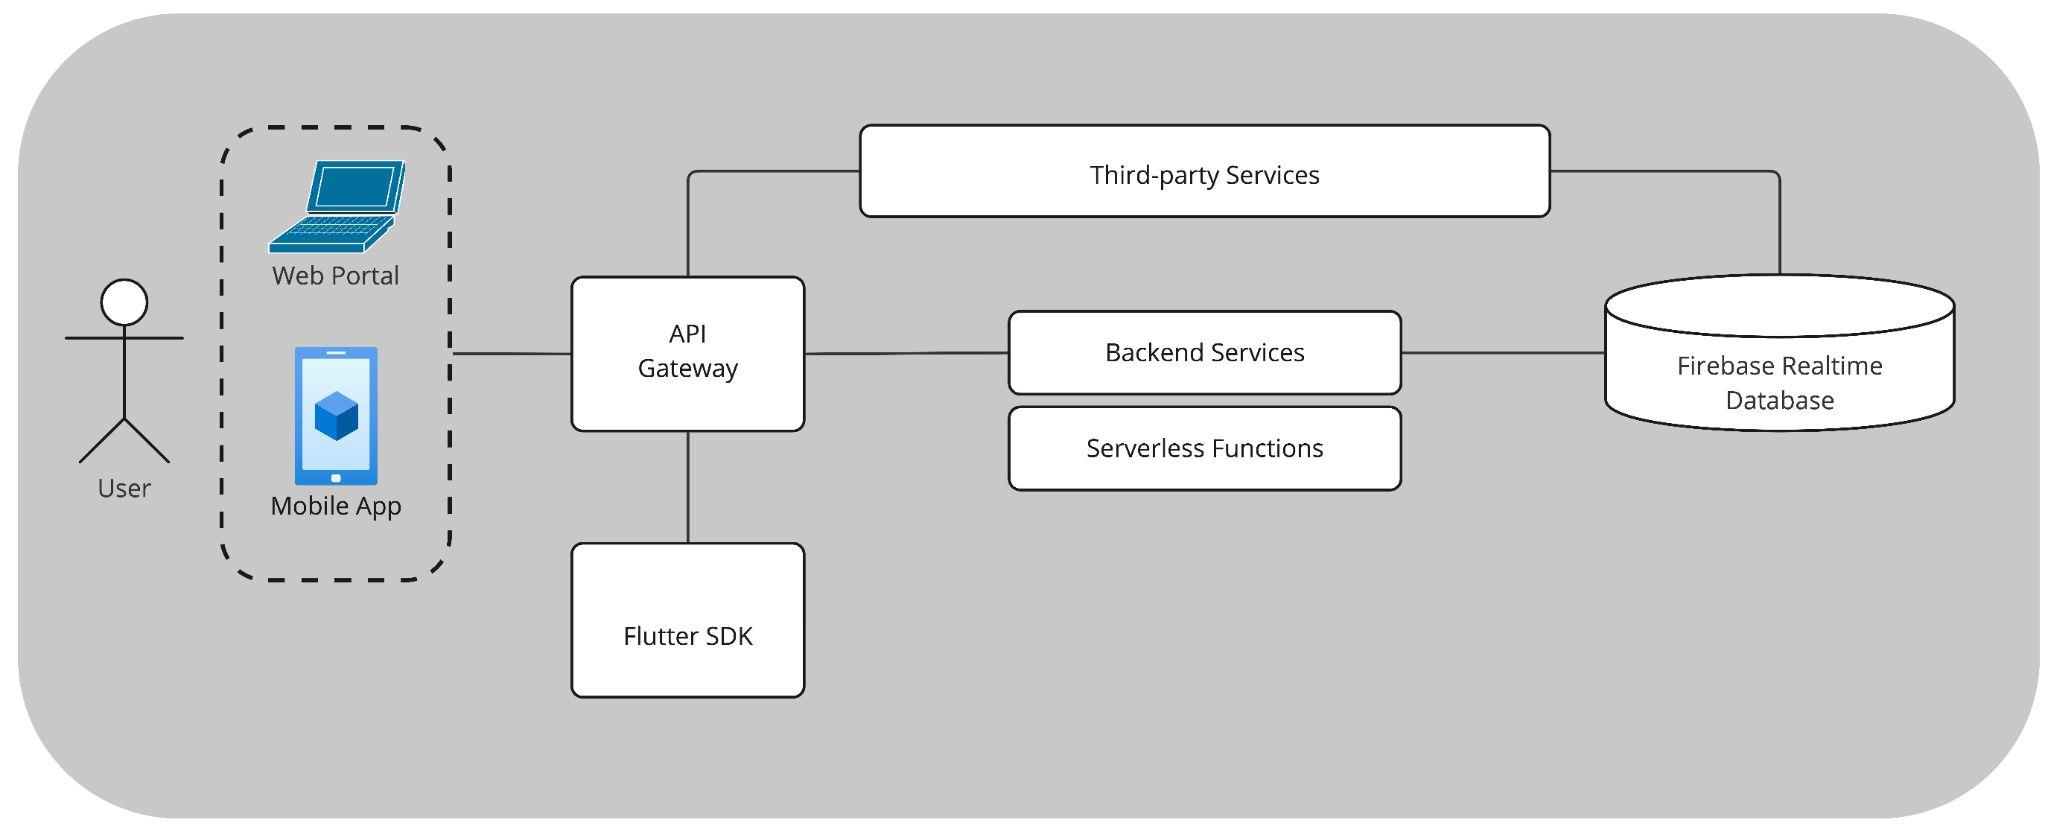 Third-party Services
Web Portal
API
Gateway
Backend Services
Firebase Realtime
Database
Serverless Functions
User
Mobile App
Flutter SDK